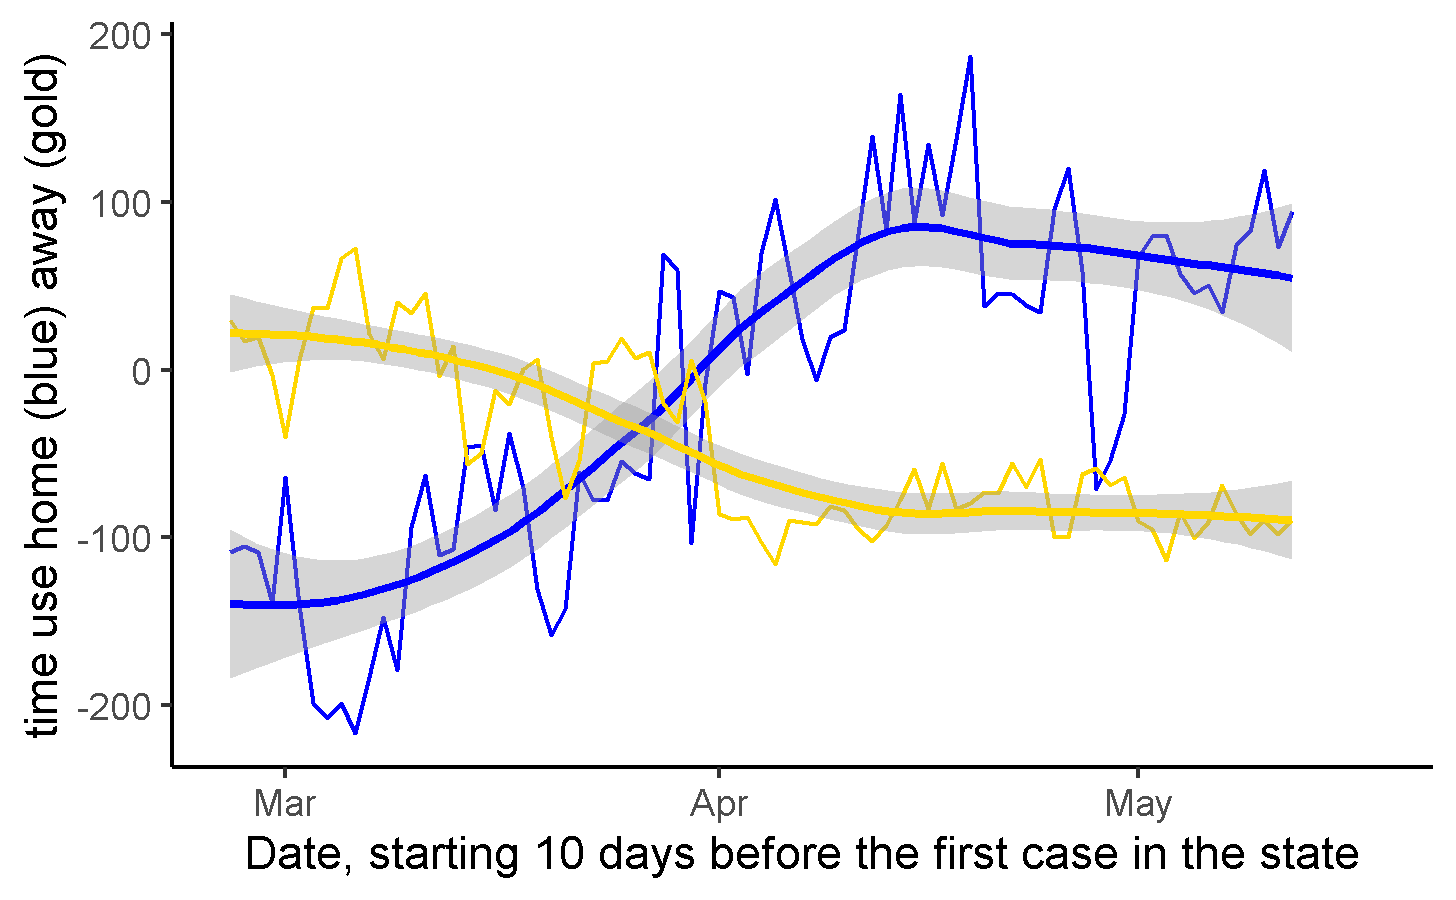 time use home (blue) away (gold)
200
100
0
-100
-200
Mar Apr May
Date, starting 10 days before the first case in the state